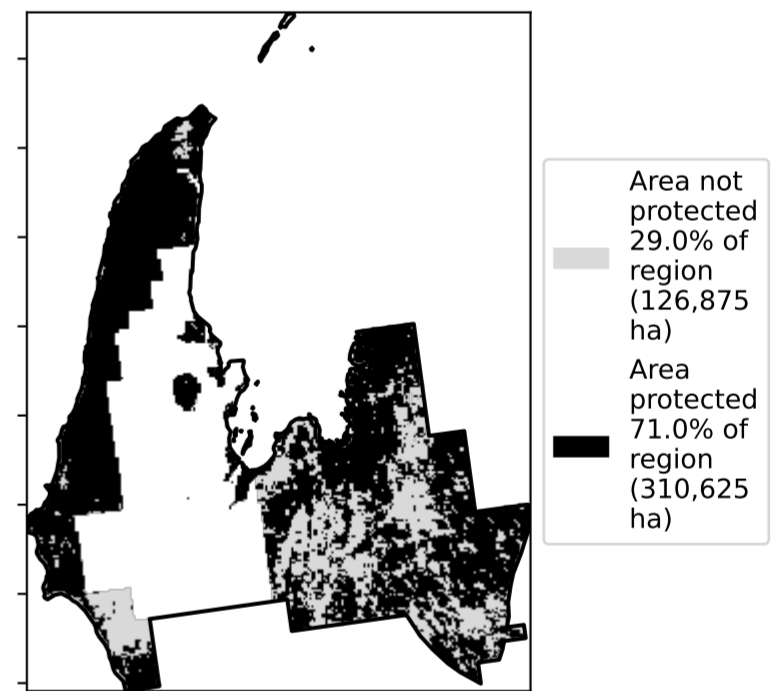 Area not
protected
29.0% of
region
(126,875
ha)
Area
protected
71.0% of
region
(310,625
ha)